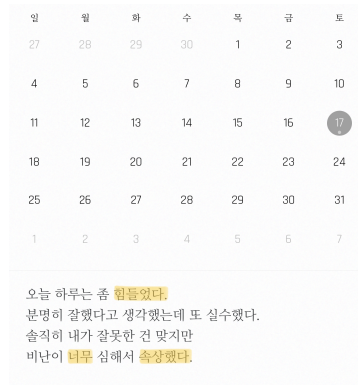 일 월 화 수 목 금 토
27 28 29 30 1 2 3
4 5 6 7 8 9 10
11 12 13 14 15 16 17
18 19 20 21 22 23 24
25 26 27 28 29 30 31
1 2 3 4 5 6 7
오늘 하루는 좀 힘들었다.
분명히 잘했다고 생각했는데 또 실수했다.
솔직히 내가 잘못한 건 맞지만
비난이 너무 심해서 속상했다.